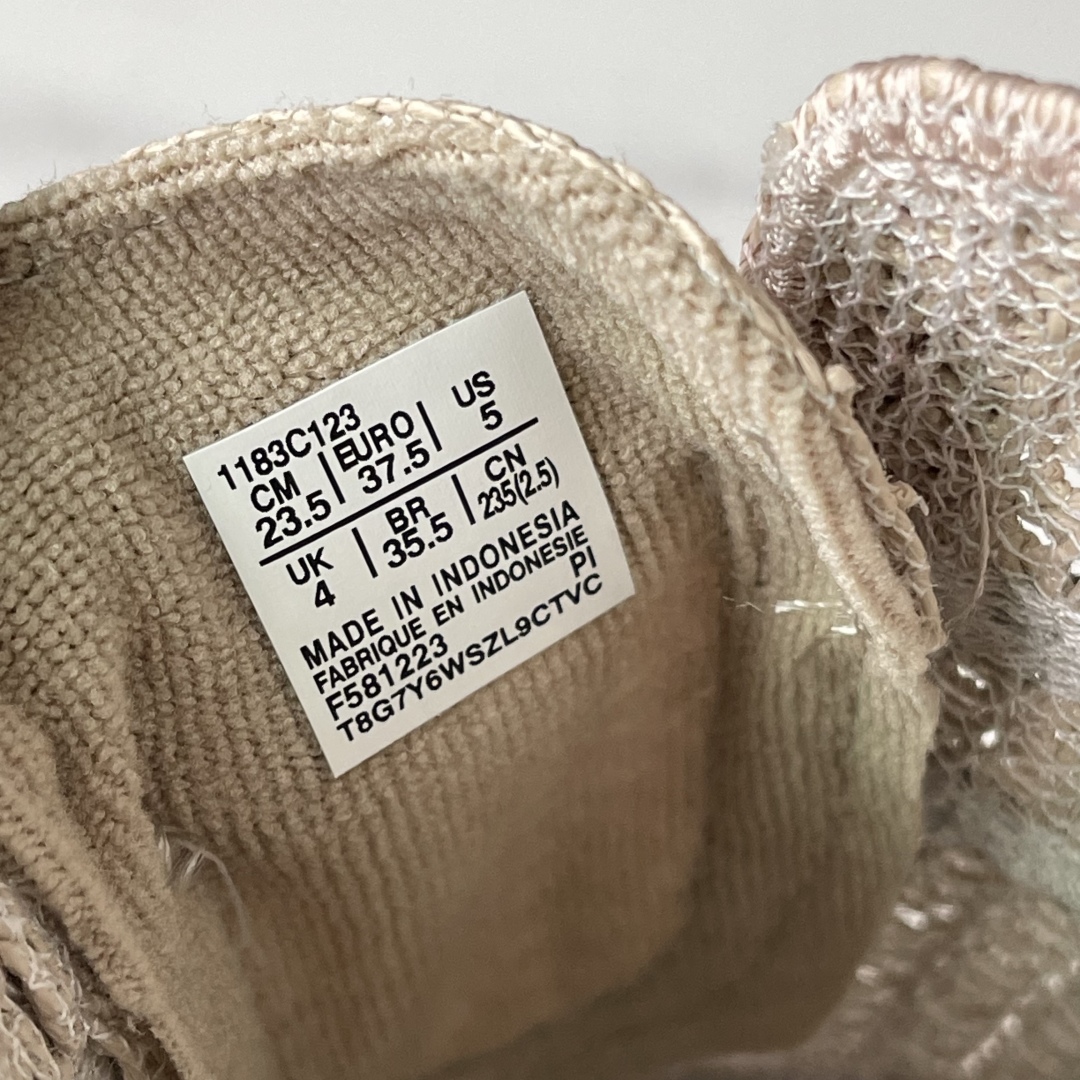 1183C123
CM | EURO | US
23.5 | 37.5 | 5
UK | BR | CN
4 | 35.5 | 235(2.5)
MADE IN INDONESIA
FABRIQUE EN INDONESIE
F581223 PI
T8G7Y6WSZL9CTVC